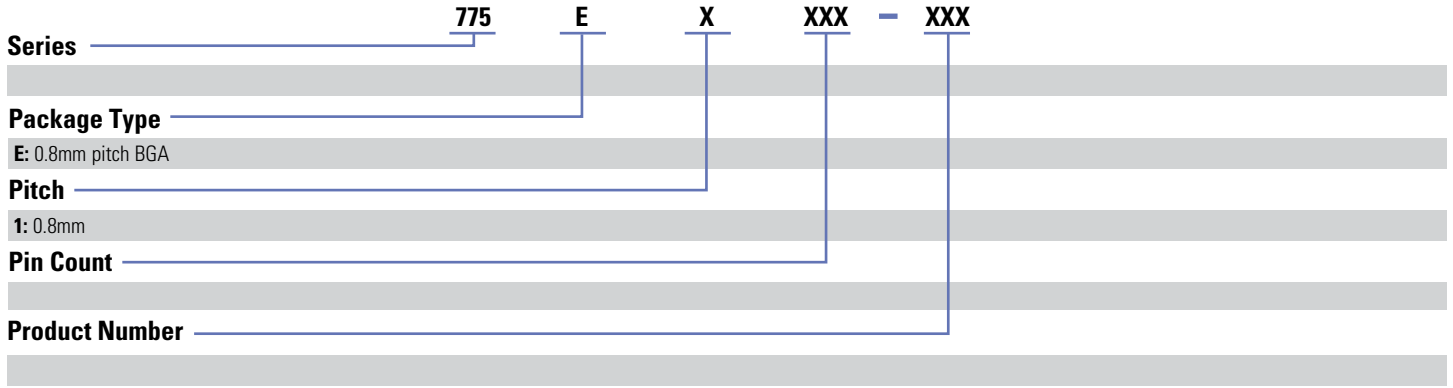 775 E X XXX – XXX
Series
Package Type
E: 0.8mm pitch BGA
Pitch
1: 0.8mm
Pin Count
Product Number